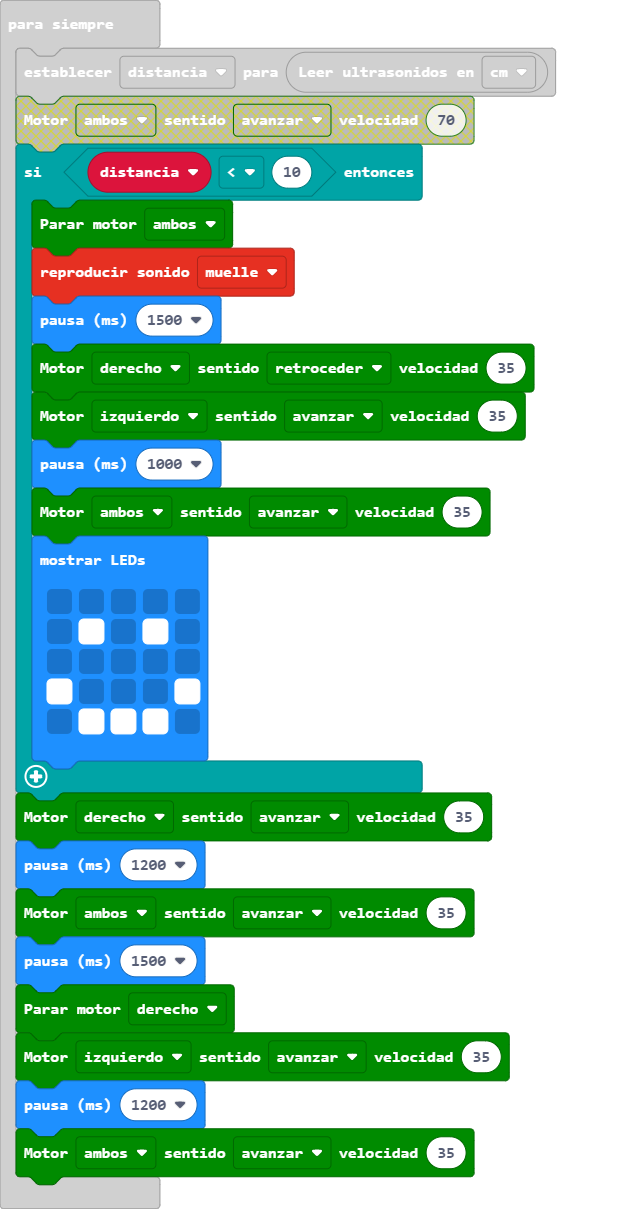 para siempre
establecer distancia para Leer ultrasonidos en cm
Motor ambos sentido avanzar velocidad 70
si distancia < 10 entonces
Parar motor ambos
reproducir sonido muelle
pausa (ms) 1500
Motor derecho sentido retroceder velocidad 35
Motor izquierdo sentido avanzar velocidad 35
pausa (ms) 1000
Motor ambos sentido avanzar velocidad 35
mostrar LEDs
Motor derecho sentido avanzar velocidad 35
pausa (ms) 1200
Motor ambos sentido avanzar velocidad 35
pausa (ms) 1500
Parar motor derecho
Motor izquierdo sentido avanzar velocidad 35
pausa (ms) 1200
Motor ambos sentido avanzar velocidad 35